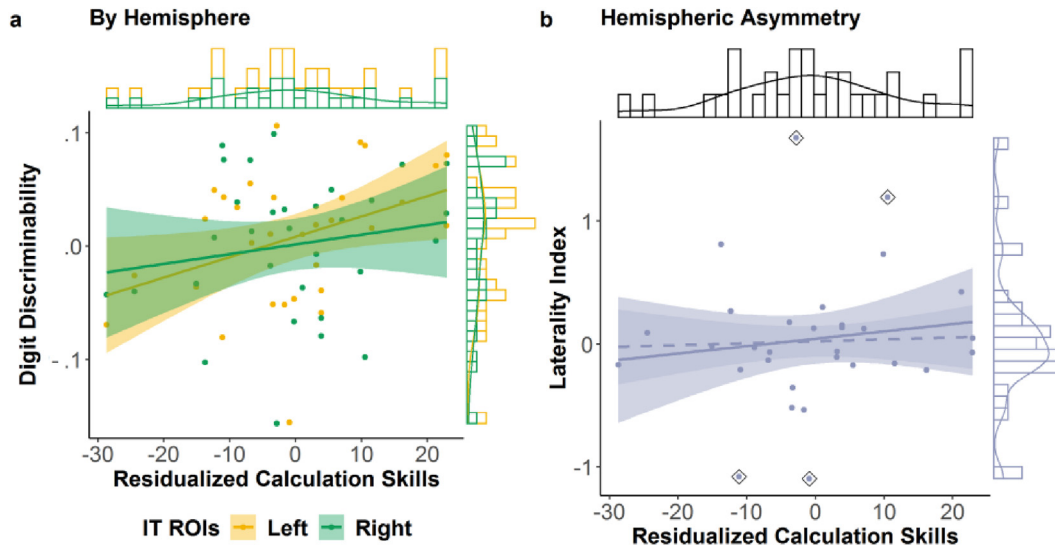 a
By Hemisphere
Digit Discriminability
.1
.0
-.1
-30
-20
-10
0
10
20
Residualized Calculation Skills
IT ROIs Left Right
b
Hemispheric Asymmetry
Laterality Index
1
0
-1
-30
-20
-10
0
10
20
Residualized Calculation Skills